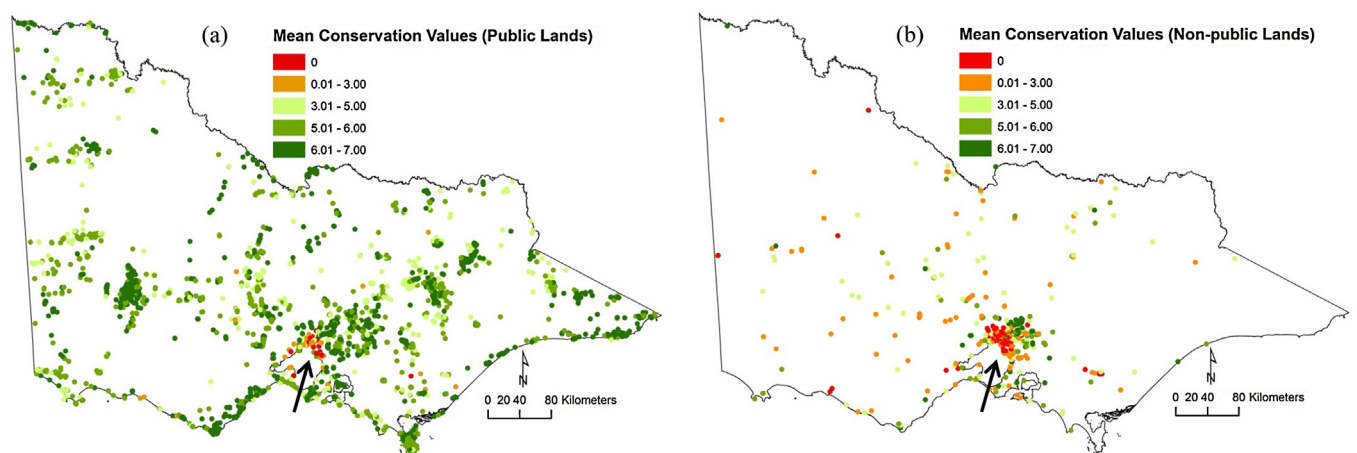 (a)
Mean Conservation Values (Public Lands)
0
0.01 - 3.00
3.01 - 5.00
5.01 - 6.00
6.01 - 7.00
N
0 20 40 80 Kilometers
(b)
Mean Conservation Values (Non-public Lands)
0
0.01 - 3.00
3.01 - 5.00
5.01 - 6.00
6.01 - 7.00
N
0 20 40 80 Kilometers